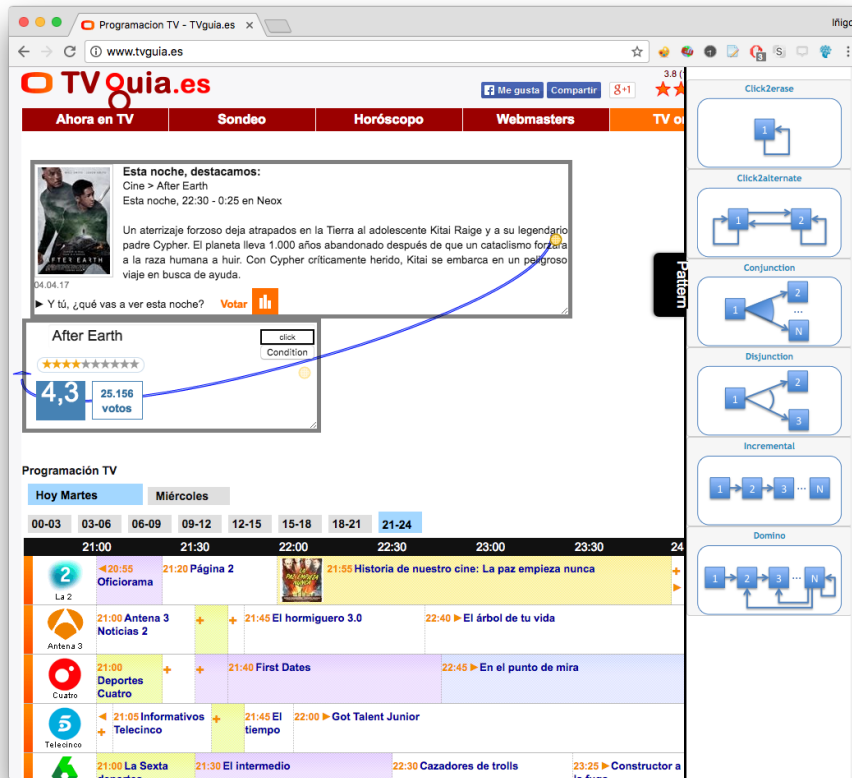 Programacion TV - TVguia.es
Iñigo
www.tvguia.es
TVguia.es
Me gusta
Compartir
g+1
3.8 (
Ahora en TV
Sondeo
Horóscopo
Webmasters
TV o
Esta noche, destacamos:
Cine > After Earth
Esta noche, 22:30 - 0:25 en Neox
Un aterrizaje forzoso deja atrapados en la Tierra al adolescente Kitai Raige y a su legendario
padre Cypher. El planeta lleva 1.000 años abandonado después de que un cataclismo forzara
a la raza humana a huir. Con Cypher críticamente herido, Kitai se embarca en un peligroso
viaje en busca de ayuda.
AFTER EARTH
04.04.17
► Y tú, ¿qué vas a ver esta noche? Votar
After Earth
click
Condition
4,3
25.156
votos
Pattern
Click2erase
1
Click2alternate
1 2
Conjunction
1 2 ... N
Disjunction
1 2 3
Incremental
1 2 3 ... N
Domino
1 2 3 ... N
Programación TV
Hoy Martes
Miércoles
00-03 03-06 06-09 09-12 12-15 15-18 18-21 21-24
21:00 21:30 22:00 22:30 23:00 23:30 24
La 2
◄20:55
Oficiorama
21:20 Página 2
LA PAZ EMPIEZA NUNCA
21:55 Historia de nuestro cine: La paz empieza nunca
+
►
Antena 3
21:00 Antena 3
Noticias 2
+
+ 21:45 El hormiguero 3.0
22:40 ► El árbol de tu vida
Cuatro
21:00
Deportes
Cuatro
+
+
21:40 First Dates
22:45 ► En el punto de mira
5
Telecinco
◄
+
21:05 Informativos
Telecinco
+
21:45 El
tiempo
22:00 ► Got Talent Junior
21:00 La Sexta
deportes
21:30 El intermedio
22:30 Cazadores de trolls
23:25 ► Constructor a
la fuga